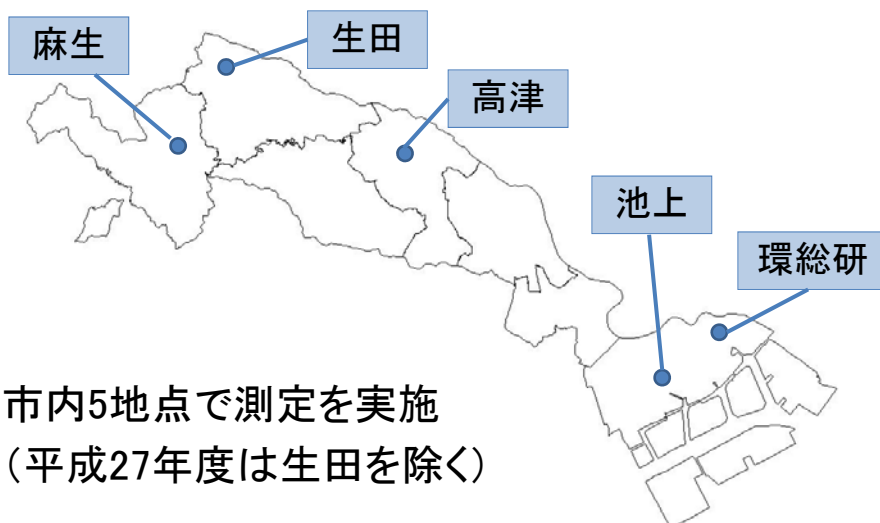 麻生
生田
高津
池上
環総研
市内5地点で測定を実施
（平成27年度は生田を除く）